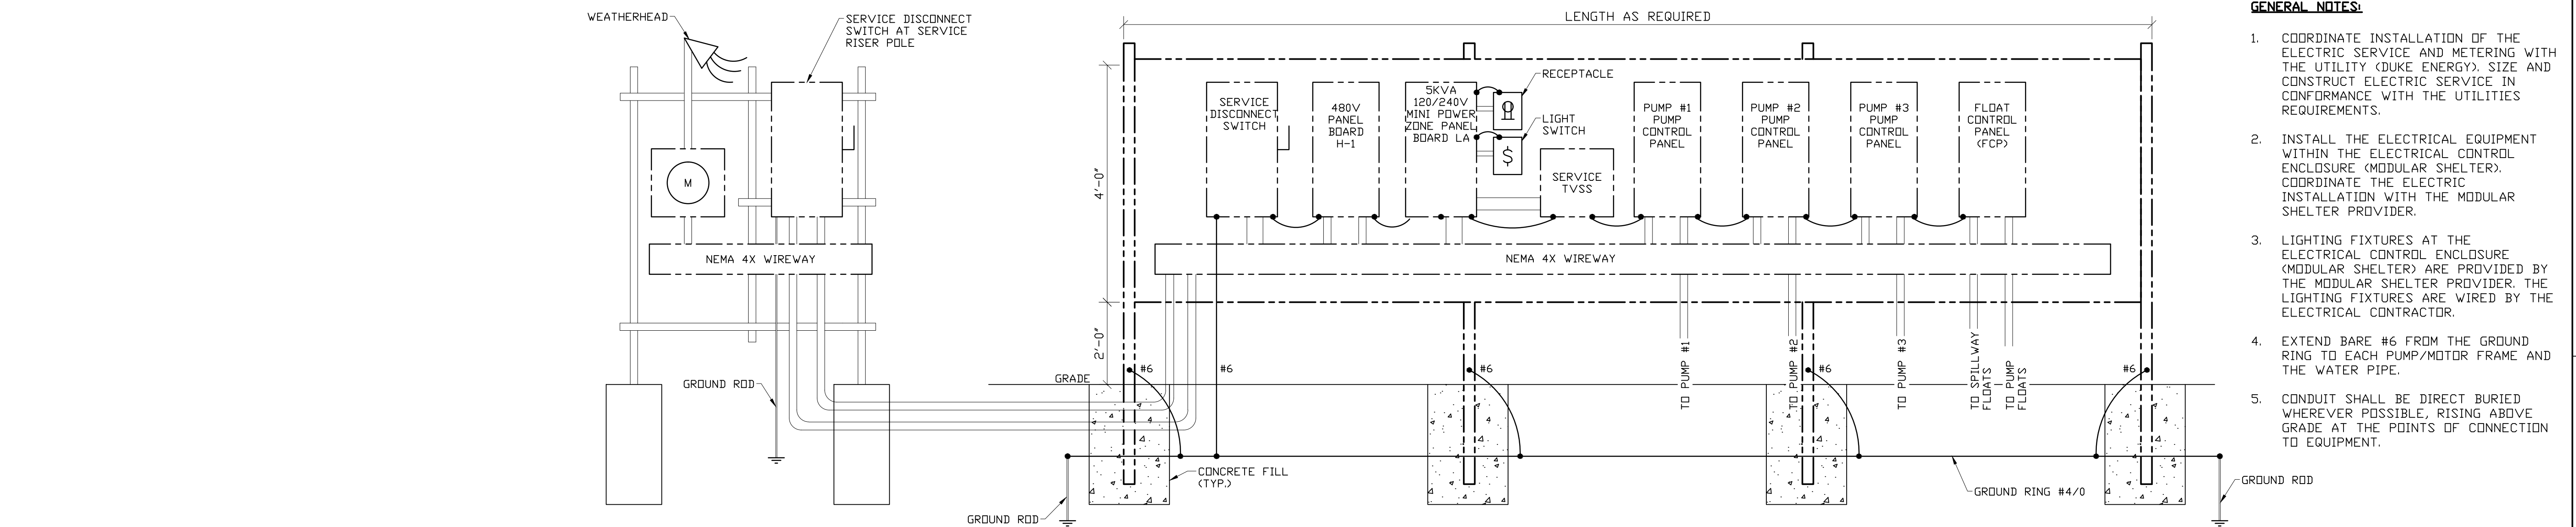 WEATHERHEAD
SERVICE DISCONNECT
SWITCH AT SERVICE
RISER POLE
M
NEMA 4X WIREWAY
GROUND ROD
LENGTH AS REQUIRED
4'-0"
2'-0"
GRADE
SERVICE
DISCONNECT
SWITCH
480V
PANEL
BOARD
H-1
5KVA
120/240V
MINI POWER
ZONE PANEL
BOARD LA
RECEPTACLE
LIGHT
SWITCH
$
SERVICE
TVSS
PUMP #1
PUMP
CONTROL
PANEL
PUMP #2
PUMP
CONTROL
PANEL
PUMP #3
PUMP
CONTROL
PANEL
FLOAT
CONTROL
PANEL
(FCP)
NEMA 4X WIREWAY
#6
#6
#6
#6
#6
TO PUMP #1
TO PUMP #2
TO PUMP #3
TO SPILLWAY
FLOATS
TO PUMP
FLOATS
CONCRETE FILL
(TYP.)
GROUND ROD
GROUND RING #4/0
GROUND ROD
GENERAL NOTES:
1. COORDINATE INSTALLATION OF THE
ELECTRIC SERVICE AND METERING WITH
THE UTILITY (DUKE ENERGY). SIZE AND
CONSTRUCT ELECTRIC SERVICE IN
CONFORMANCE WITH THE UTILITIES
REQUIREMENTS.
2. INSTALL THE ELECTRICAL EQUIPMENT
WITHIN THE ELECTRICAL CONTROL
ENCLOSURE (MODULAR SHELTER).
COORDINATE THE ELECTRIC
INSTALLATION WITH THE MODULAR
SHELTER PROVIDER.
3. LIGHTING FIXTURES AT THE
ELECTRICAL CONTROL ENCLOSURE
(MODULAR SHELTER) ARE PROVIDED BY
THE MODULAR SHELTER PROVIDER. THE
LIGHTING FIXTURES ARE WIRED BY THE
ELECTRICAL CONTRACTOR.
4. EXTEND BARE #6 FROM THE GROUND
RING TO EACH PUMP/MOTOR FRAME AND
THE WATER PIPE.
5. CONDUIT SHALL BE DIRECT BURIED
WHEREVER POSSIBLE, RISING ABOVE
GRADE AT THE POINTS OF CONNECTION
TO EQUIPMENT.